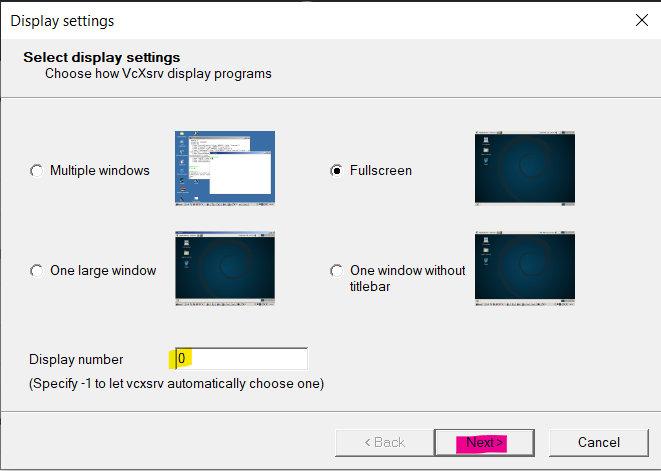 Display settings
Select display settings
Choose how VcXsrv display programs
Multiple windows
Fullscreen
One large window
One window without
titlebar
Display number
0
(Specify -1 to let vcxsrv automatically choose one)
< Back
Next >
Cancel